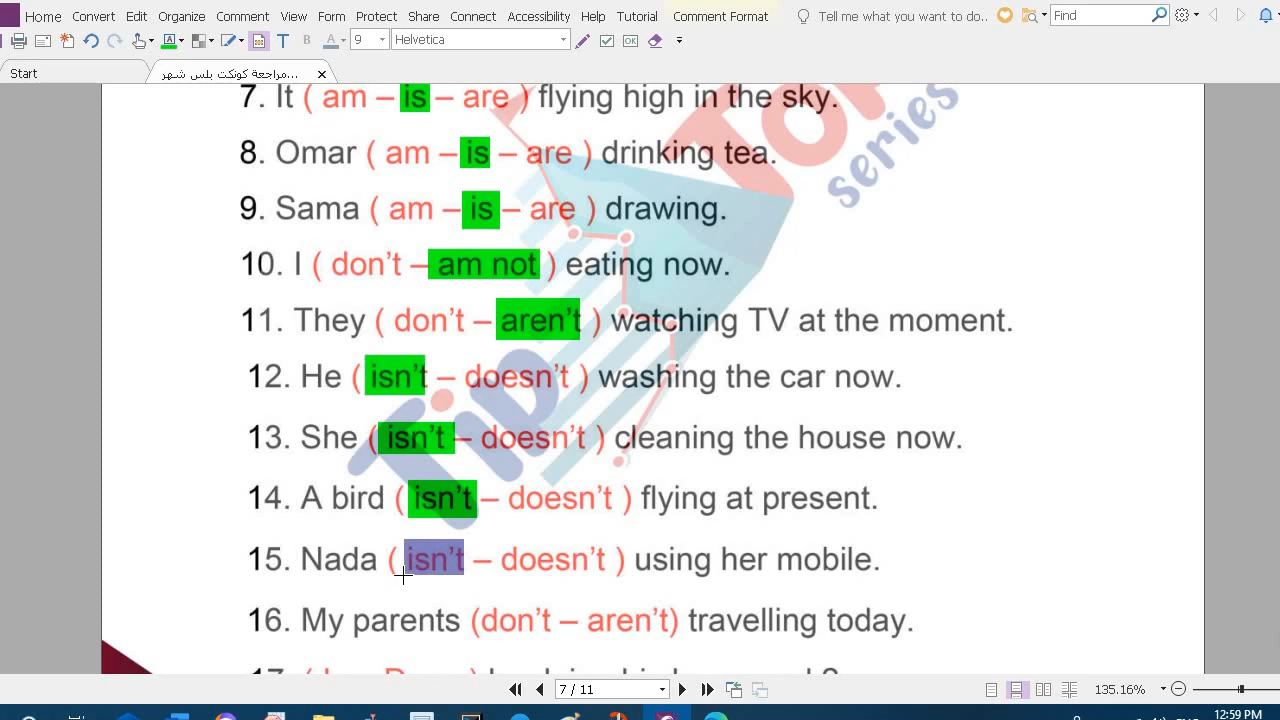 Home Convert Edit Organize Comment View Forms Protect Share Connect Accessibility Help Tutorial Comment Format Tell me what you want to do.. Find
9 Helvetica
Start مراجعة كونكت بلس شهر...
7. It ( am – is – are ) flying high in the sky.
8. Omar ( am – is – are ) drinking tea.
9. Sama ( am – is – are ) drawing.
10. I ( don't – am not ) eating now.
11. They ( don't – aren't ) watching TV at the moment.
12. He ( isn't – doesn't ) washing the car now.
13. She ( isn't – doesn't ) cleaning the house now.
14. A bird ( isn't – doesn't ) flying at present.
15. Nada ( isn't – doesn't ) using her mobile.
16. My parents (don't – aren't) travelling today.
Tip Top series
7 / 11 135.16%
12:59 PM